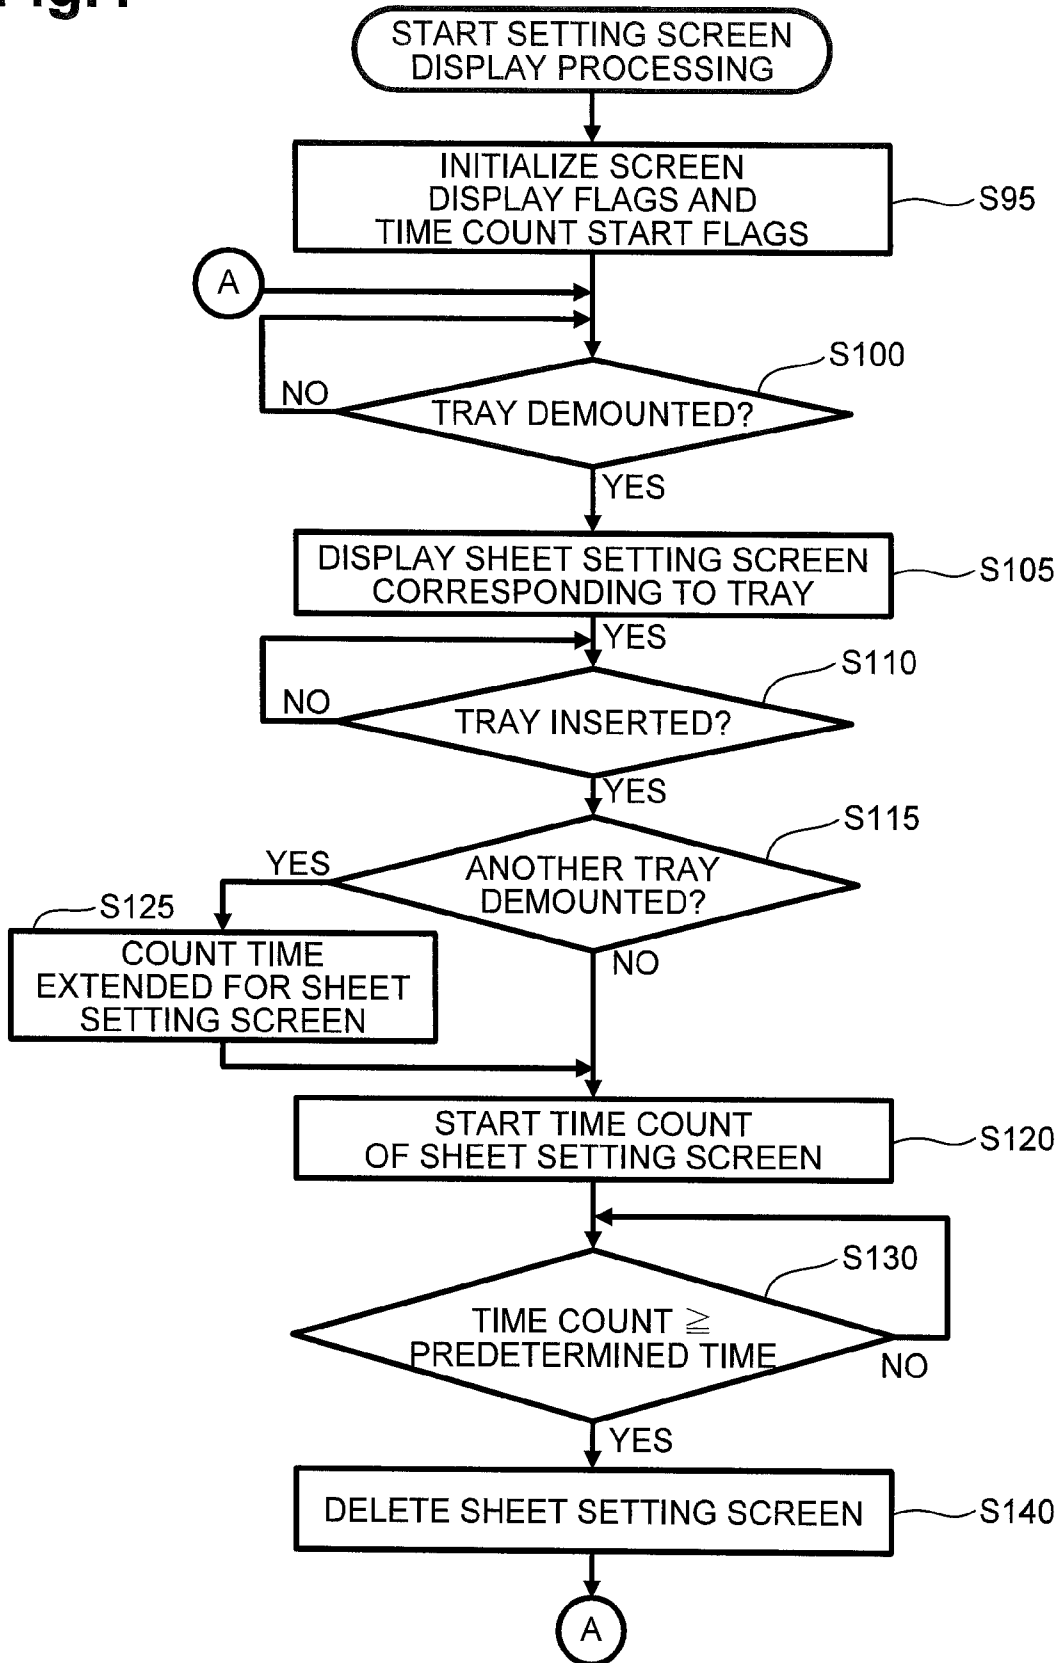 START SETTING SCREEN
DISPLAY PROCESSING
INITIALIZE SCREEN
DISPLAY FLAGS AND
TIME COUNT START FLAGS
S95
A
S100
NO
TRAY DEMOUNTED?
YES
DISPLAY SHEET SETTING SCREEN
CORRESPONDING TO TRAY
S105
YES
S110
NO
TRAY INSERTED?
YES
S115
YES
ANOTHER TRAY
DEMOUNTED?
S125
COUNT TIME
EXTENDED FOR SHEET
SETTING SCREEN
NO
START TIME COUNT
OF SHEET SETTING SCREEN
S120
S130
TIME COUNT ≧
PREDETERMINED TIME
NO
YES
DELETE SHEET SETTING SCREEN
S140
A